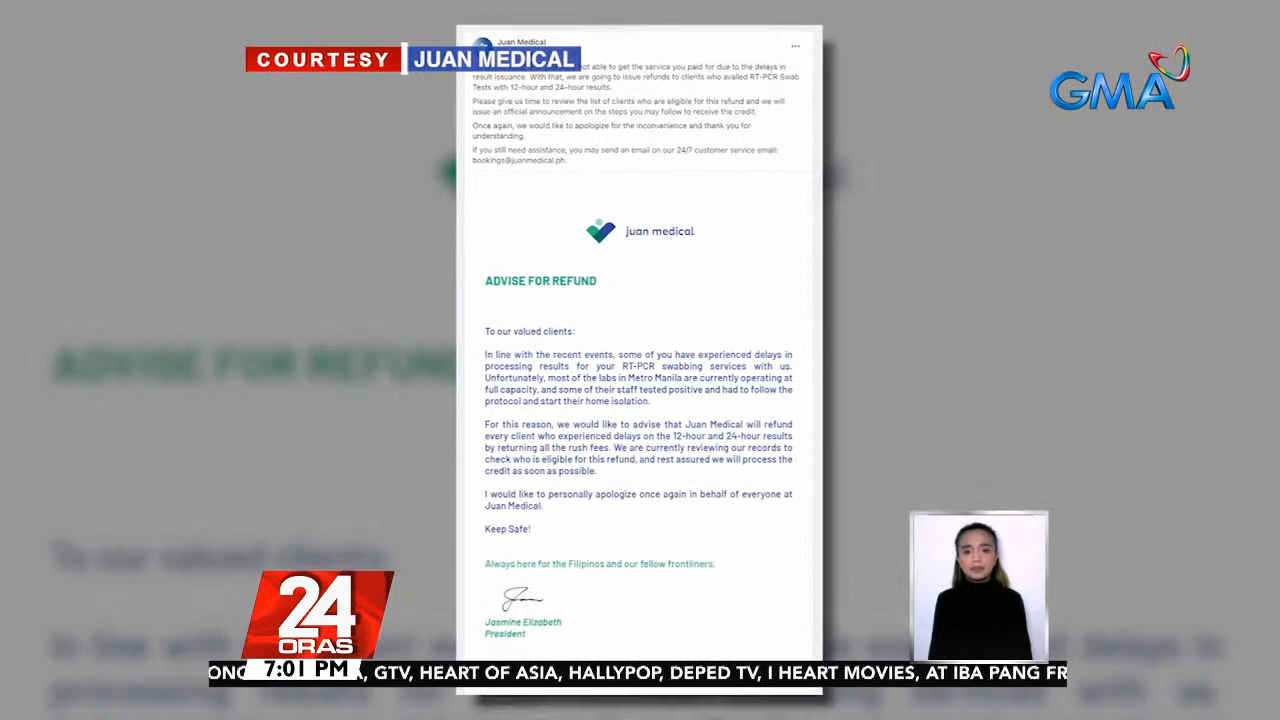 COURTESY JUAN MEDICAL
GMA
Juan Medical
not able to get the service you paid for due to the delays in
result issuance. With that, we are going to issue refunds to clients who availed RT-PCR Swab
Tests with 12-hour and 24-hour results.
Please give us time to review the list of clients who are eligible for this refund and we will
issue an official announcement on the steps you may follow to receive the credit.
Once again, we would like to apologize for the inconvenience and thank you for
understanding.
If you still need assistance, you may send an email on our 24/7 customer service email:
bookings@juanmedical.ph.
juan medical
ADVISE FOR REFUND
To our valued clients:
In line with the recent events, some of you have experienced delays in
processing results for your RT-PCR swabbing services with us.
Unfortunately, most of the labs in Metro Manila are currently operating at
full capacity, and some of their staff tested positive and had to follow the
protocol and start their home isolation.
For this reason, we would like to advise that Juan Medical will refund
every client who experienced delays on the 12-hour and 24-hour results
by returning all the rush fees. We are currently reviewing our records to
check who is eligible for this refund, and rest assured we will process the
credit as soon as possible.
I would like to personally apologize once again in behalf of everyone at
Juan Medical.
Keep Safe!
Always here for the Filipinos and our fellow frontliners,
Jasmine Elizabeth
President
ADVISE FOR REFUND
To our valued clients:
24
ORAS
7:01 PM
ONG A, GTV, HEART OF ASIA, HALLYPOP, DEPED TV, I HEART MOVIES, AT IBA PANG FR